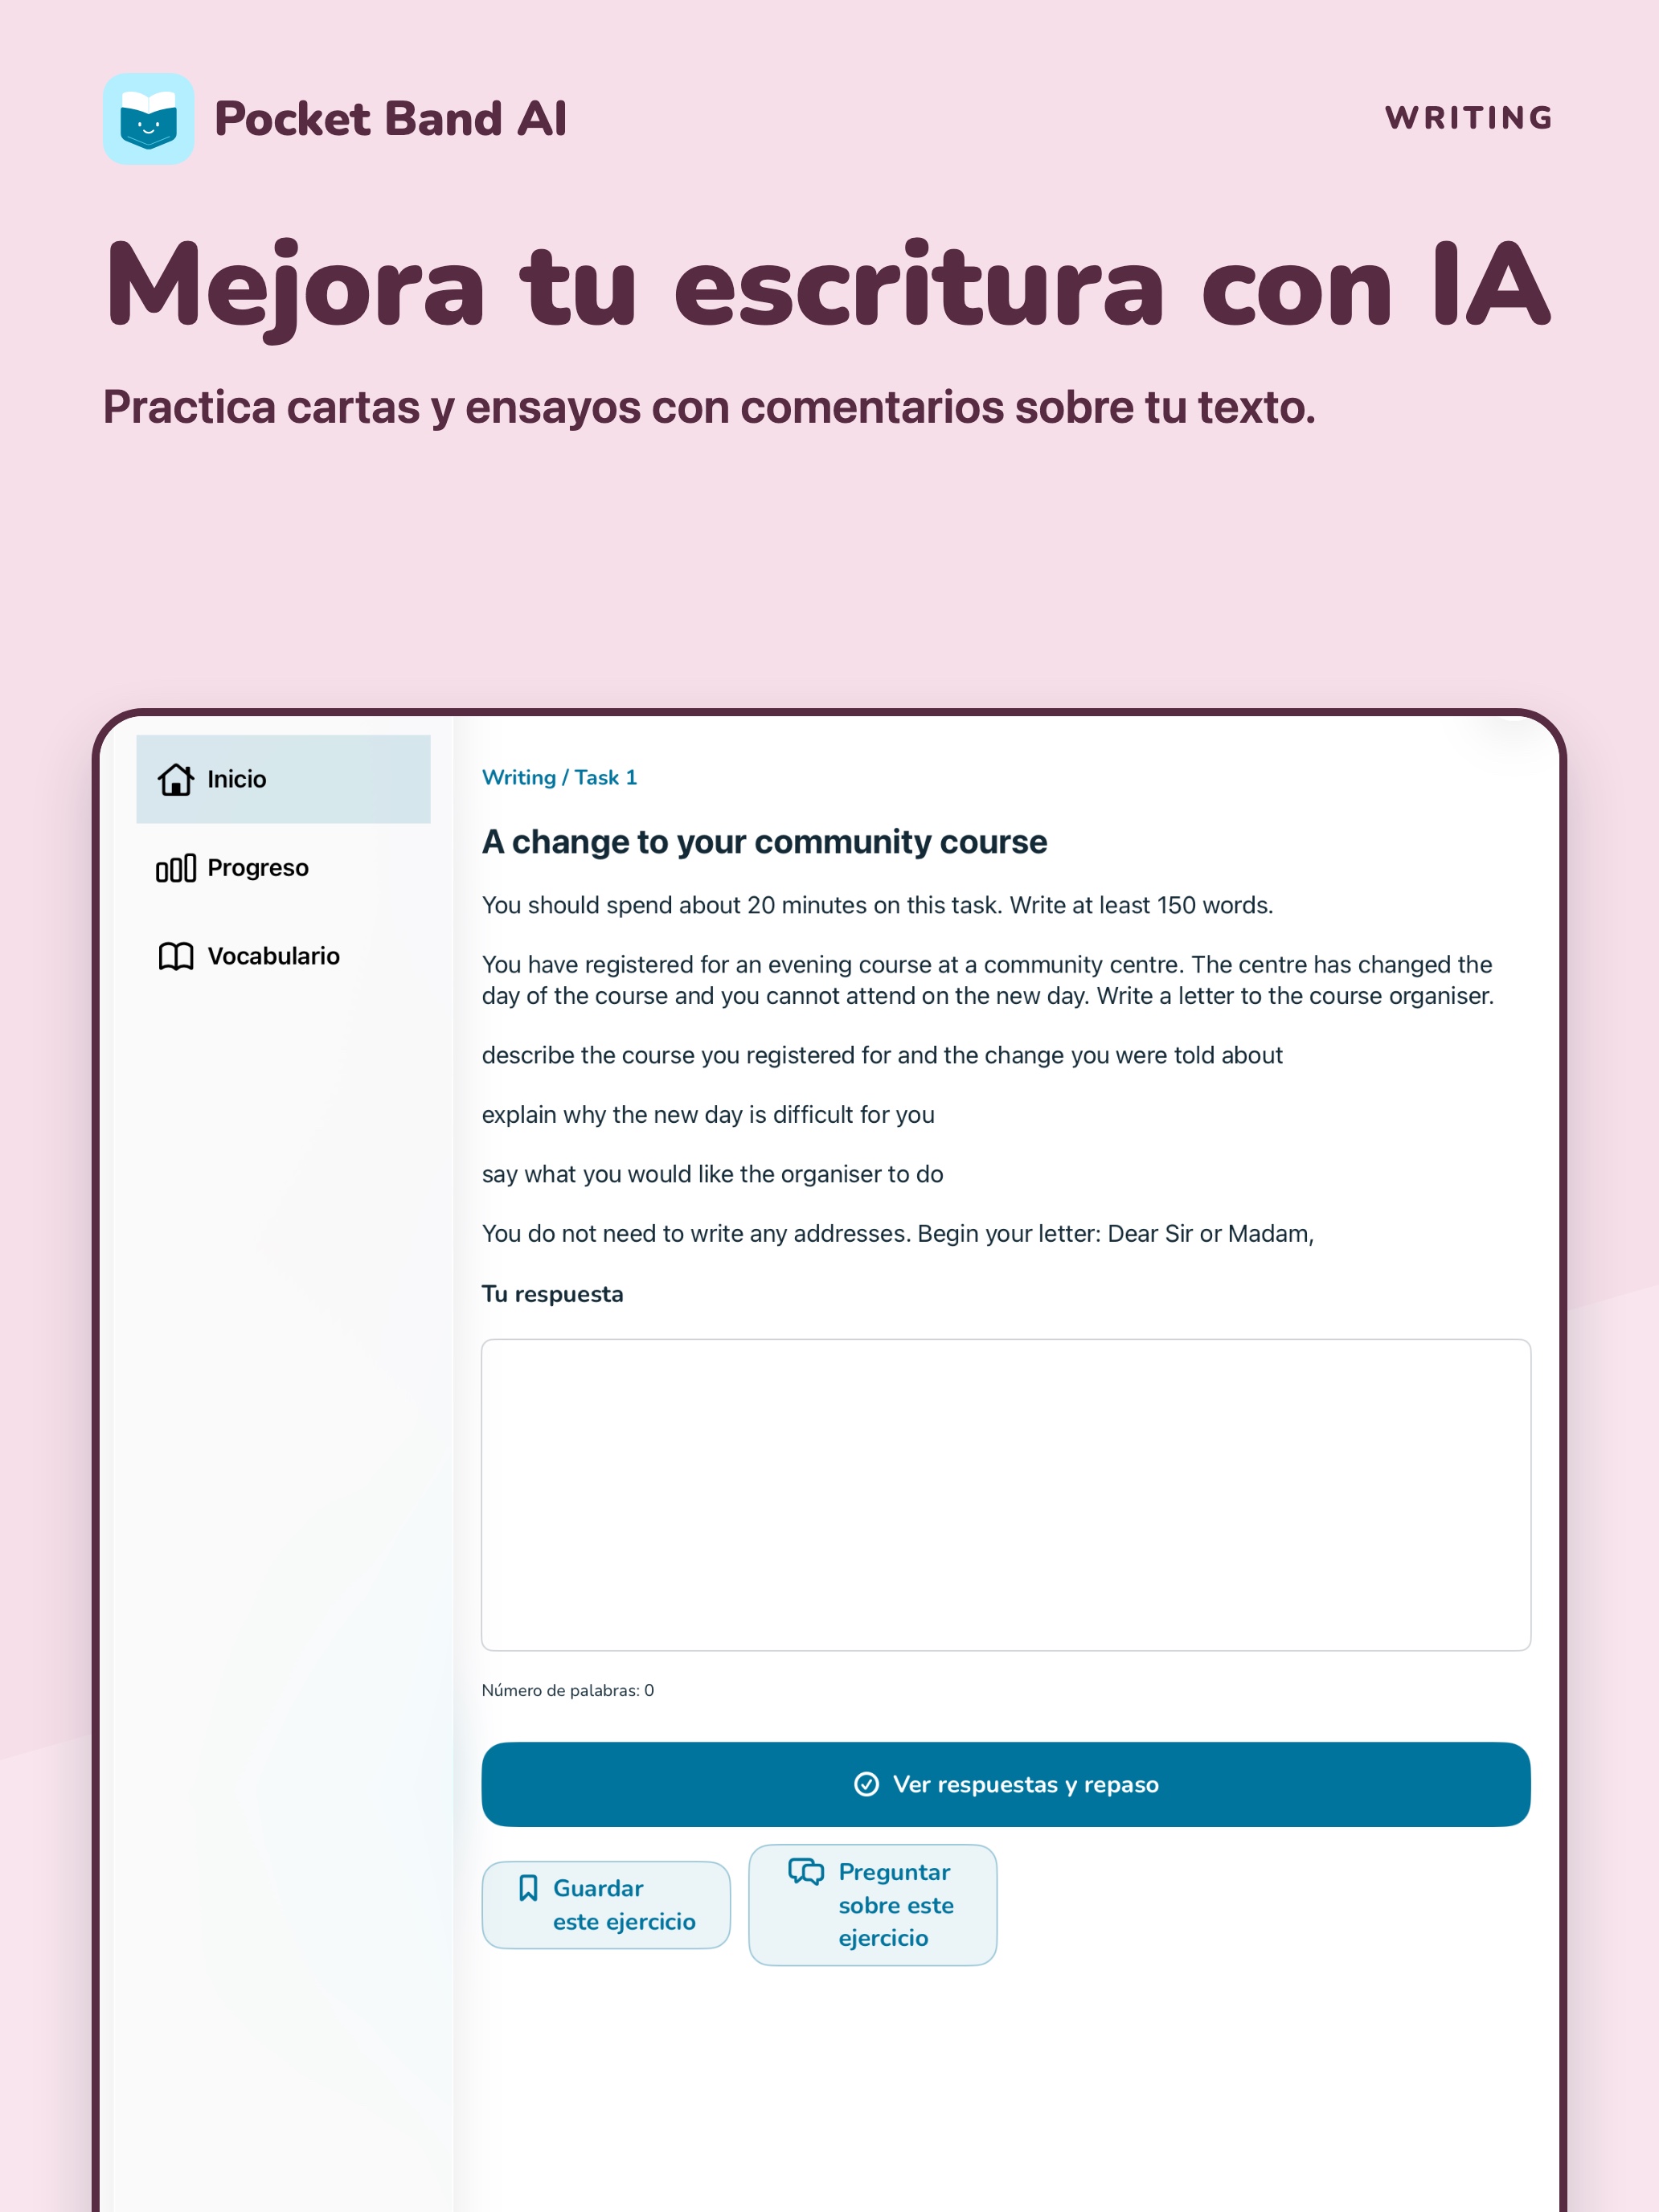 Pocket Band AI
WRITING
Mejora tu escritura con IA
Practica cartas y ensayos con comentarios sobre tu texto.
Inicio
Progreso
Vocabulario
Writing / Task 1
A change to your community course
You should spend about 20 minutes on this task. Write at least 150 words.
You have registered for an evening course at a community centre. The centre has changed the
day of the course and you cannot attend on the new day. Write a letter to the course organiser.
describe the course you registered for and the change you were told about
explain why the new day is difficult for you
say what you would like the organiser to do
You do not need to write any addresses. Begin your letter: Dear Sir or Madam,
Tu respuesta
Número de palabras: 0
Ver respuestas y repaso
Guardar
este ejercicio
Preguntar
sobre este
ejercicio